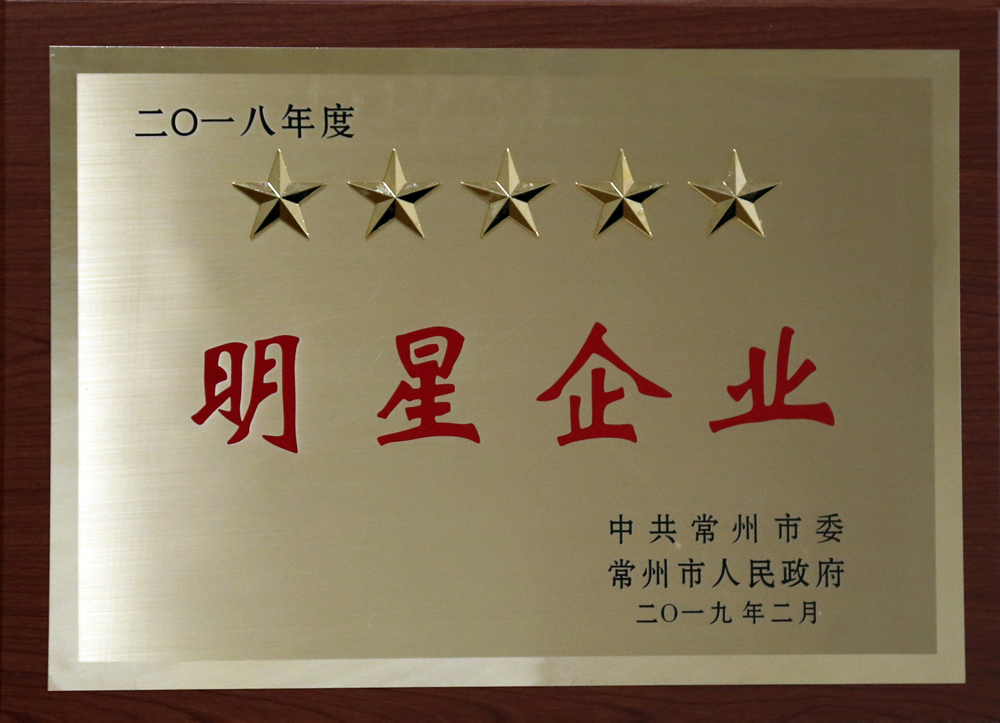 二〇一八年度
明星企业
中共常州市委
常州市人民政府
二〇一九年二月